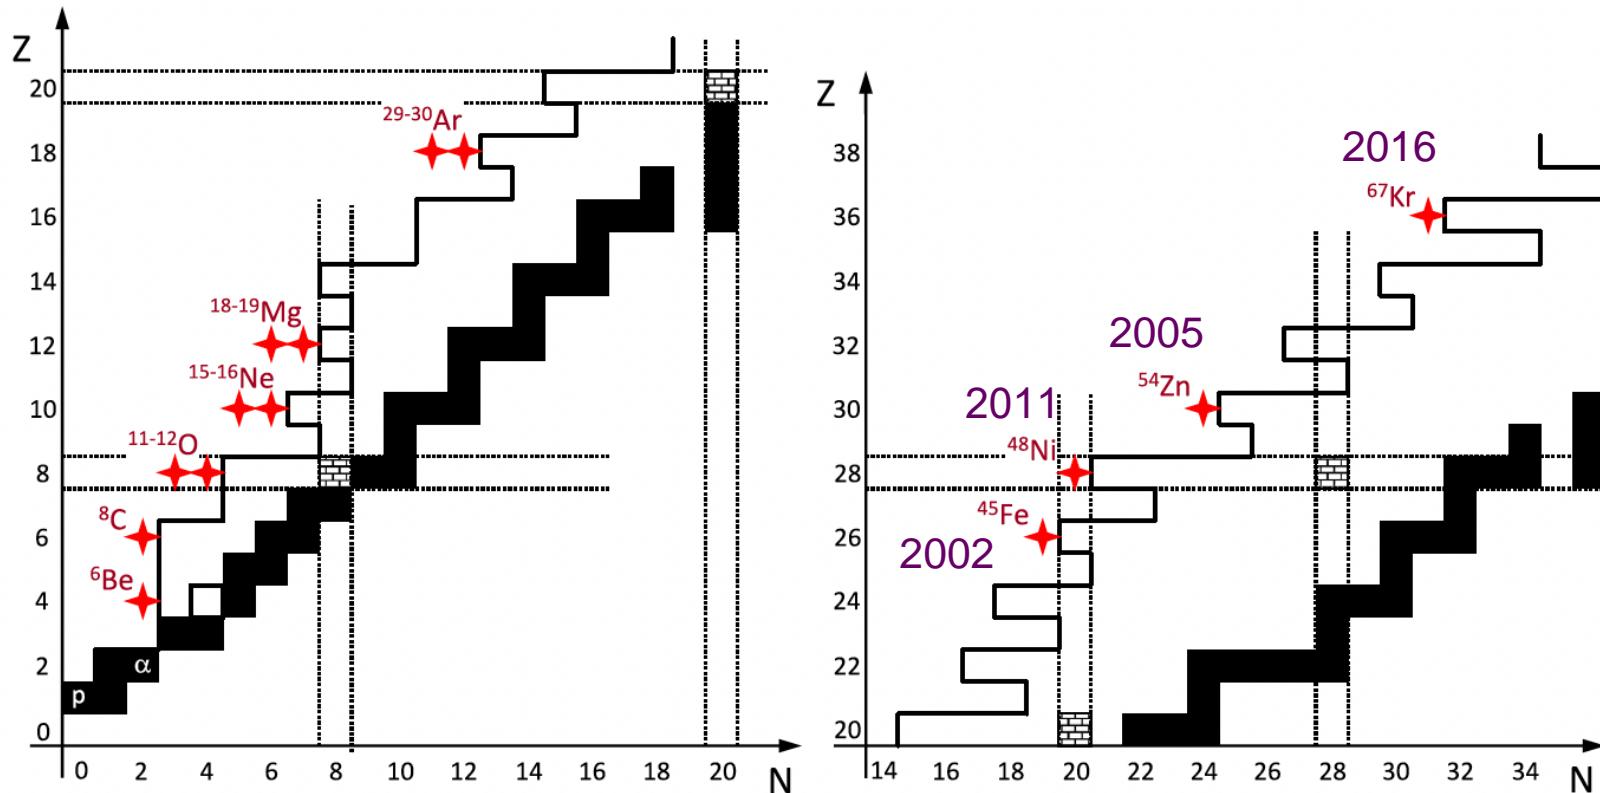 Z
20
18
16
14
12
10
8
6
4
2
0
29-30Ar
18-19Mg
15-16Ne
11-12O
8C
6Be
α
p
0 2 4 6 8 10 12 14 16 18 20 N
Z
38
36
34
32
30
28
26
24
22
20
2016
67Kr
2005
54Zn
2011
48Ni
45Fe
2002
14 16 18 20 22 24 26 28 30 32 34 N